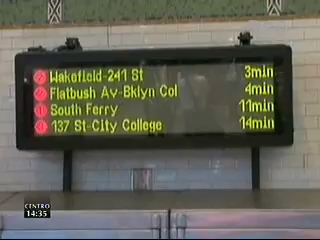 2 Wakefield-241 St 3min
2 Flatbush Av-Bklyn Col 4min
1 South Ferry 11min
1 137 St-City College 14min
CENTRO
14:35